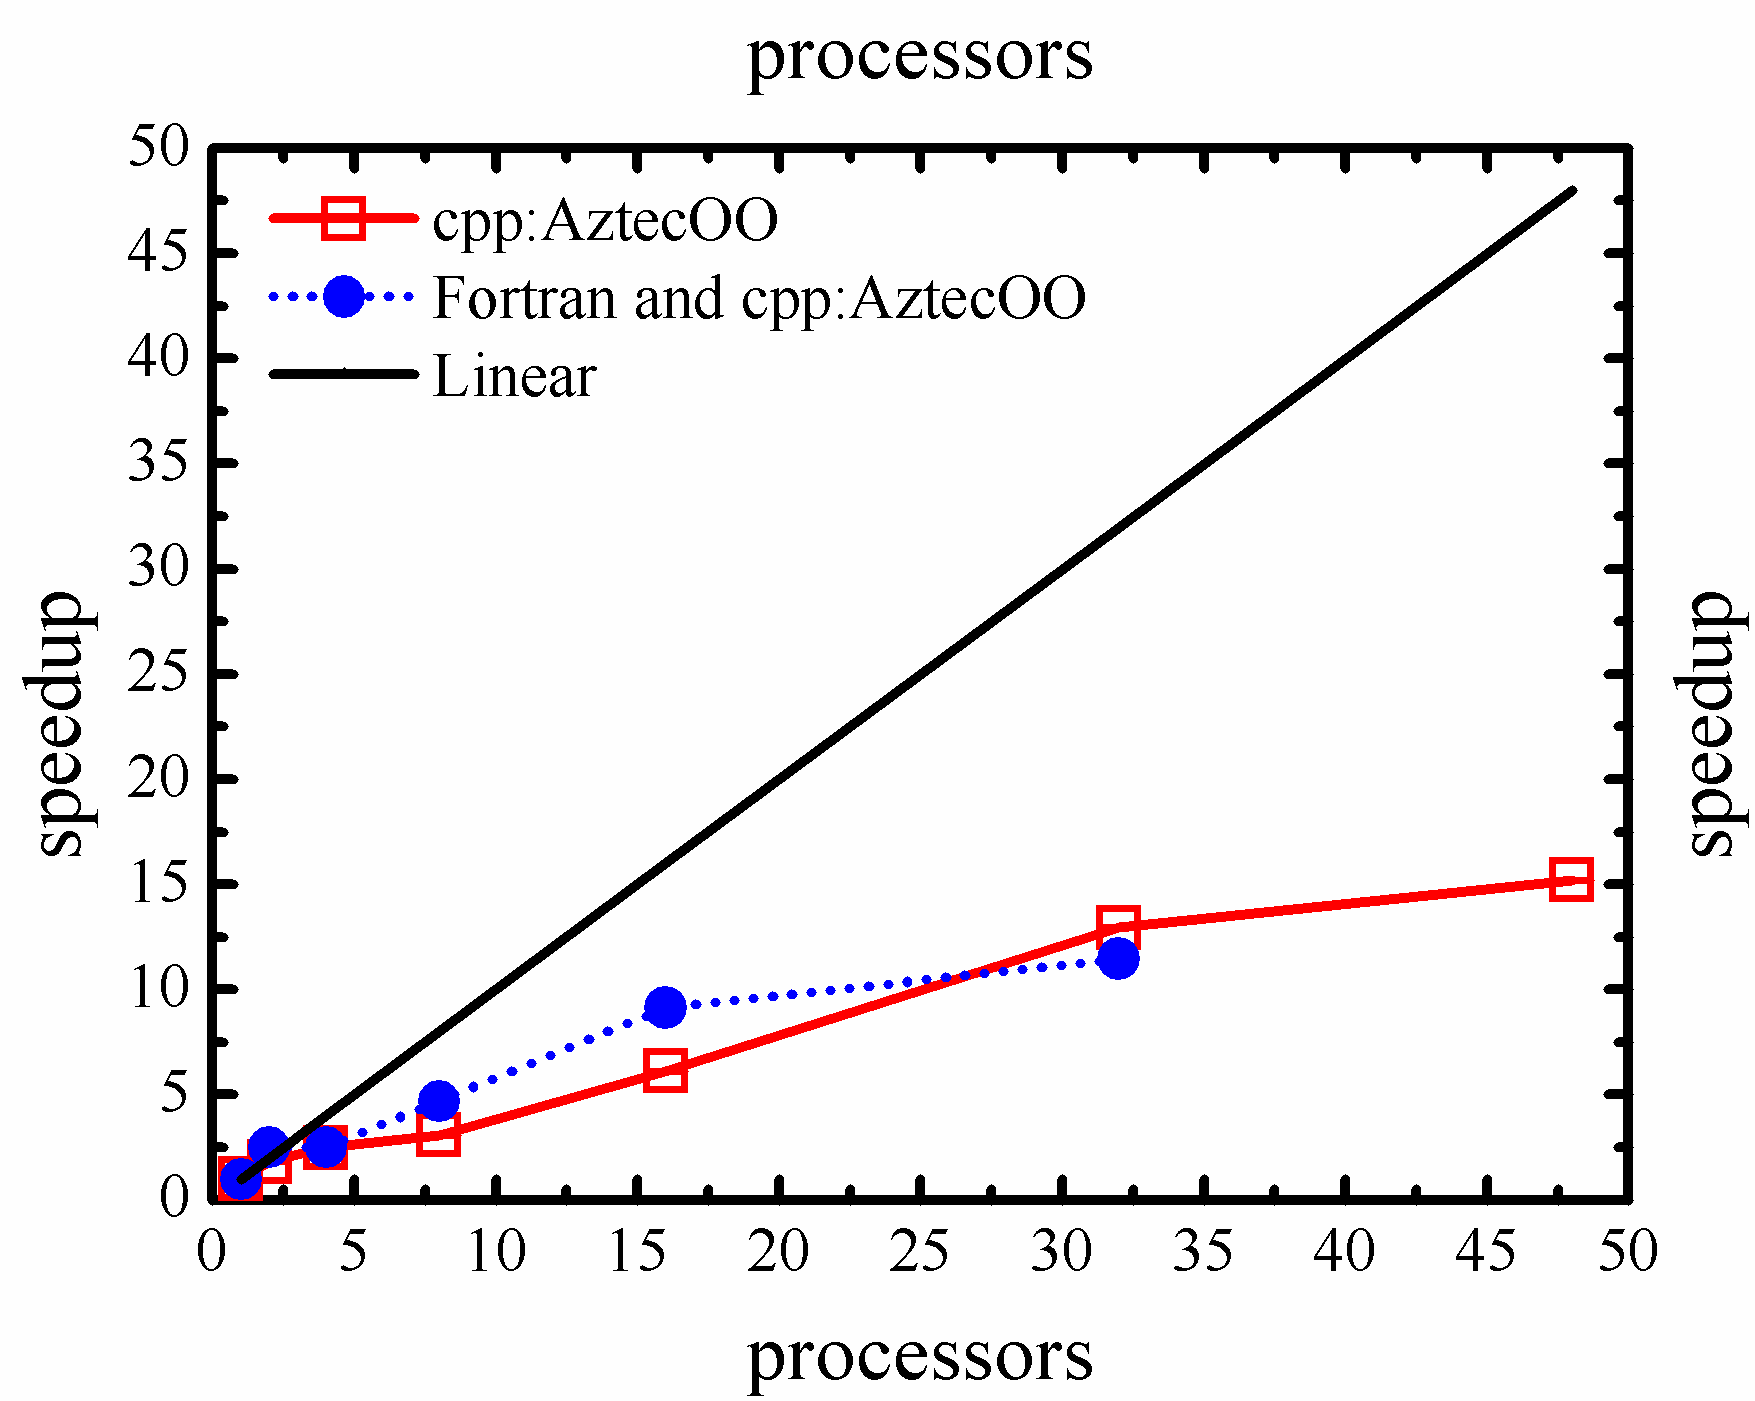 processors
50
45
40
35
30
25
20
15
10
5
0
cpp:AztecOO
Fortran and cpp:AztecOO
Linear
speedup
speedup
0 5 10 15 20 25 30 35 40 45 50
processors